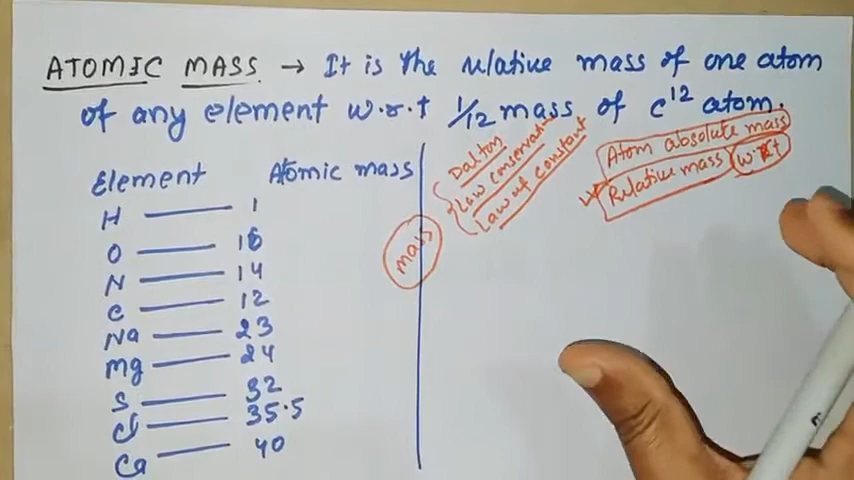 ATOMIC MASS → It is the relative mass of one atom
of any element w.r.t 1/12 mass of C¹² atom.
Element Atomic mass
H — 1
O — 16
N — 14
C — 12
Na — 23
Mg — 24
S — 32
Cl — 35.5
Ca — 40
mass
Dalton
Law conservation
Law of constant
Atom absolute mass
Relative mass w.r.t